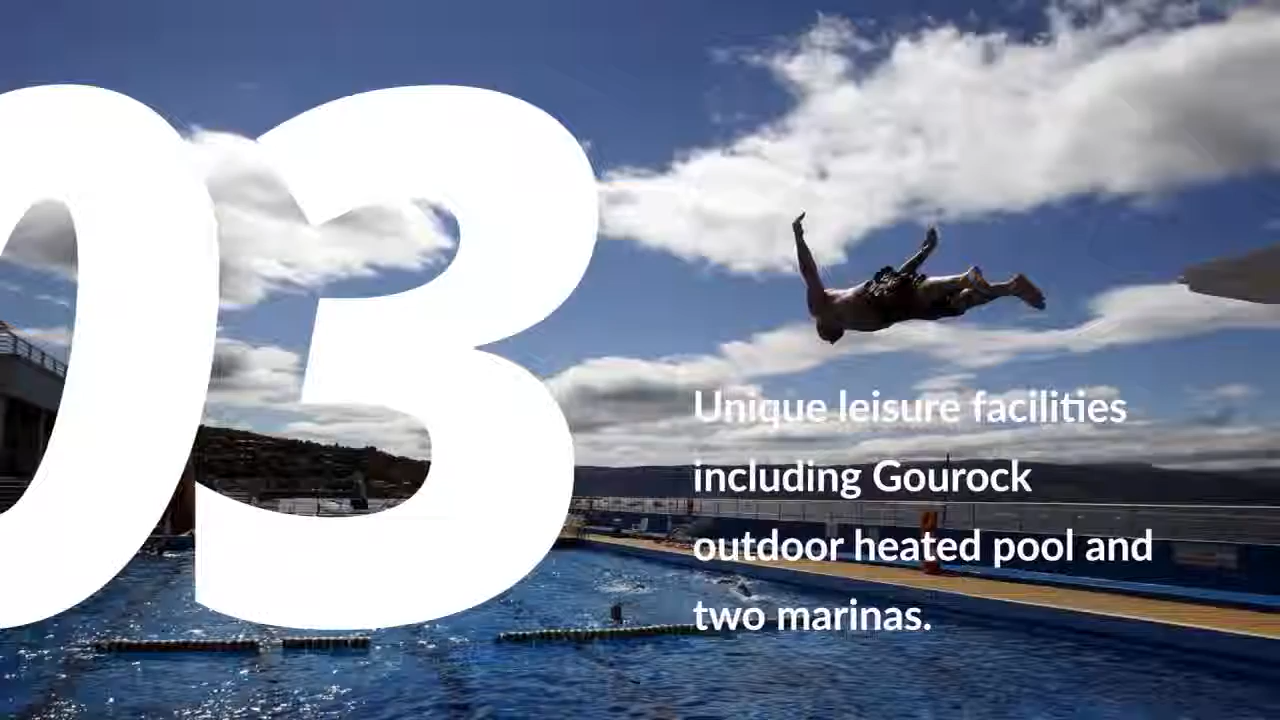 03
Unique leisure facilities
including Gourock
outdoor heated pool and
two marinas.